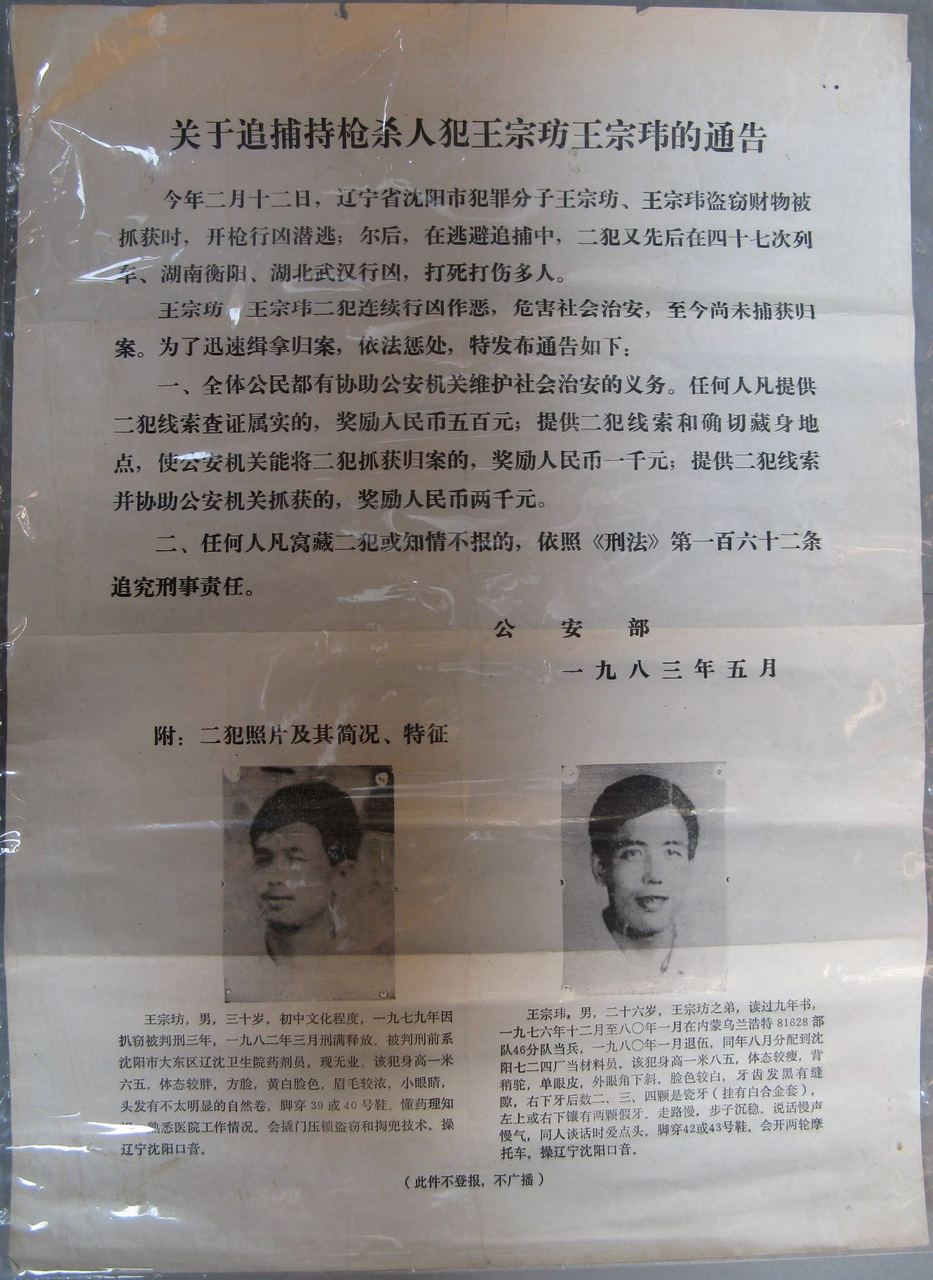 关于追捕持枪杀人犯王宗坊王宗玮的通告
今年二月十二日，辽宁省沈阳市犯罪分子王宗坊、王宗玮盗窃财物被
抓获时，开枪行凶潜逃；尔后，在逃避追捕中，二犯又先后在四十七次列
车、湖南衡阳、湖北武汉行凶，打死打伤多人。
王宗坊、王宗玮二犯连续行凶作恶，危害社会治安，至今尚未捕获归
案。为了迅速缉拿归案，依法惩处，特发布通告如下：
一、全体公民都有协助公安机关维护社会治安的义务。任何人凡提供
二犯线索查证属实的，奖励人民币五百元；提供二犯线索和确切藏身地
点，使公安机关能将二犯抓获归案的，奖励人民币一千元；提供二犯线索
并协助公安机关抓获的，奖励人民币两千元。
二、任何人凡窝藏二犯或知情不报的，依照《刑法》第一百六十二条
追究刑事责任。
公安部
一九八三年五月
附：二犯照片及其简况、特征
王宗坊，男，三十岁，初中文化程度，一九七九年因
扒窃被判刑三年，一九八二年三月刑满释放。被判刑前系
沈阳市大东区辽沈卫生院药剂员，现无业，该犯身高一米
六五，体态较胖，方脸，黄白脸色，眉毛较浓，小眼睛，
头发有不太明显的自然卷，脚穿39或40号鞋。懂药理知
熟悉医院工作情况。会撬门压锁盗窃和掏兜技术。操
辽宁沈阳口音。
王宗玮，男，二十六岁，王宗坊之弟，读过九年书，
一九七六年十二月至八〇年一月在内蒙乌兰浩特81628部
队46分队当兵，一九八〇年一月退伍，同年八月分配到沈
阳七二四厂当材料员。该犯身高一米八五，体态较瘦，背
稍驼，单眼皮，外眼角下斜，脸色较白，牙齿发黑有缝
隙，右下牙后数二、三、四颗是瓷牙（挂有白合金套），
左上或右下镶有两颗假牙。走路慢，步子沉稳。说话慢声
慢气，同人谈话时爱点头。脚穿42或43号鞋。会开两轮摩
托车。操辽宁沈阳口音。
（此件不登报，不广播）